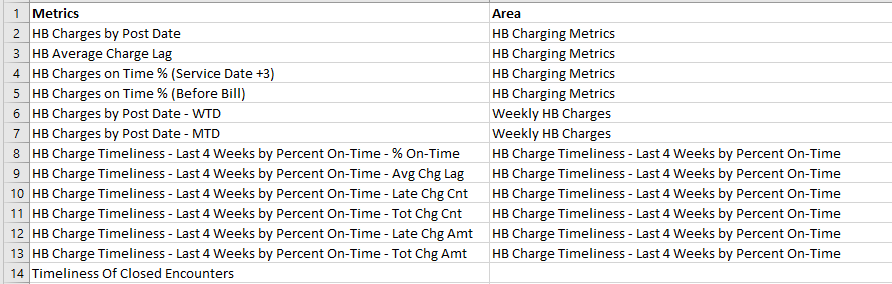 1 Metrics Area
2 HB Charges by Post Date HB Charging Metrics
3 HB Average Charge Lag HB Charging Metrics
4 HB Charges on Time % (Service Date +3) HB Charging Metrics
5 HB Charges on Time % (Before Bill) HB Charging Metrics
6 HB Charges by Post Date - WTD Weekly HB Charges
7 HB Charges by Post Date - MTD Weekly HB Charges
8 HB Charge Timeliness - Last 4 Weeks by Percent On-Time - % On-Time HB Charge Timeliness - Last 4 Weeks by Percent On-Time
9 HB Charge Timeliness - Last 4 Weeks by Percent On-Time - Avg Chg Lag HB Charge Timeliness - Last 4 Weeks by Percent On-Time
10 HB Charge Timeliness - Last 4 Weeks by Percent On-Time - Late Chg Cnt HB Charge Timeliness - Last 4 Weeks by Percent On-Time
11 HB Charge Timeliness - Last 4 Weeks by Percent On-Time - Tot Chg Cnt HB Charge Timeliness - Last 4 Weeks by Percent On-Time
12 HB Charge Timeliness - Last 4 Weeks by Percent On-Time - Late Chg Amt HB Charge Timeliness - Last 4 Weeks by Percent On-Time
13 HB Charge Timeliness - Last 4 Weeks by Percent On-Time - Tot Chg Amt HB Charge Timeliness - Last 4 Weeks by Percent On-Time
14 Timeliness Of Closed Encounters